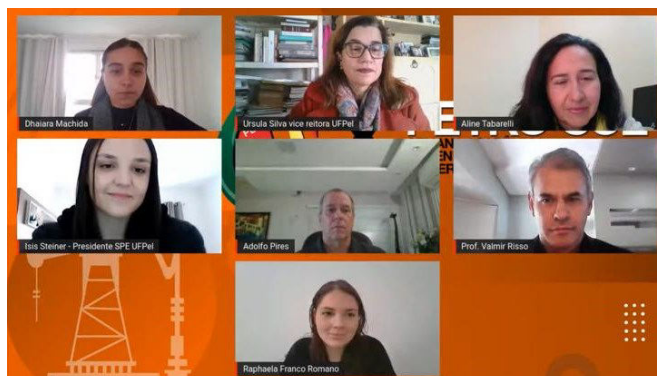 Dhaiara Machida
Ursula Silva vice reitora UFPel
Aline Tabarelli
Isis Steiner - Presidente SPE UFPel
Adolfo Pires
Prof. Valmir Risso
Raphaela Franco Romano